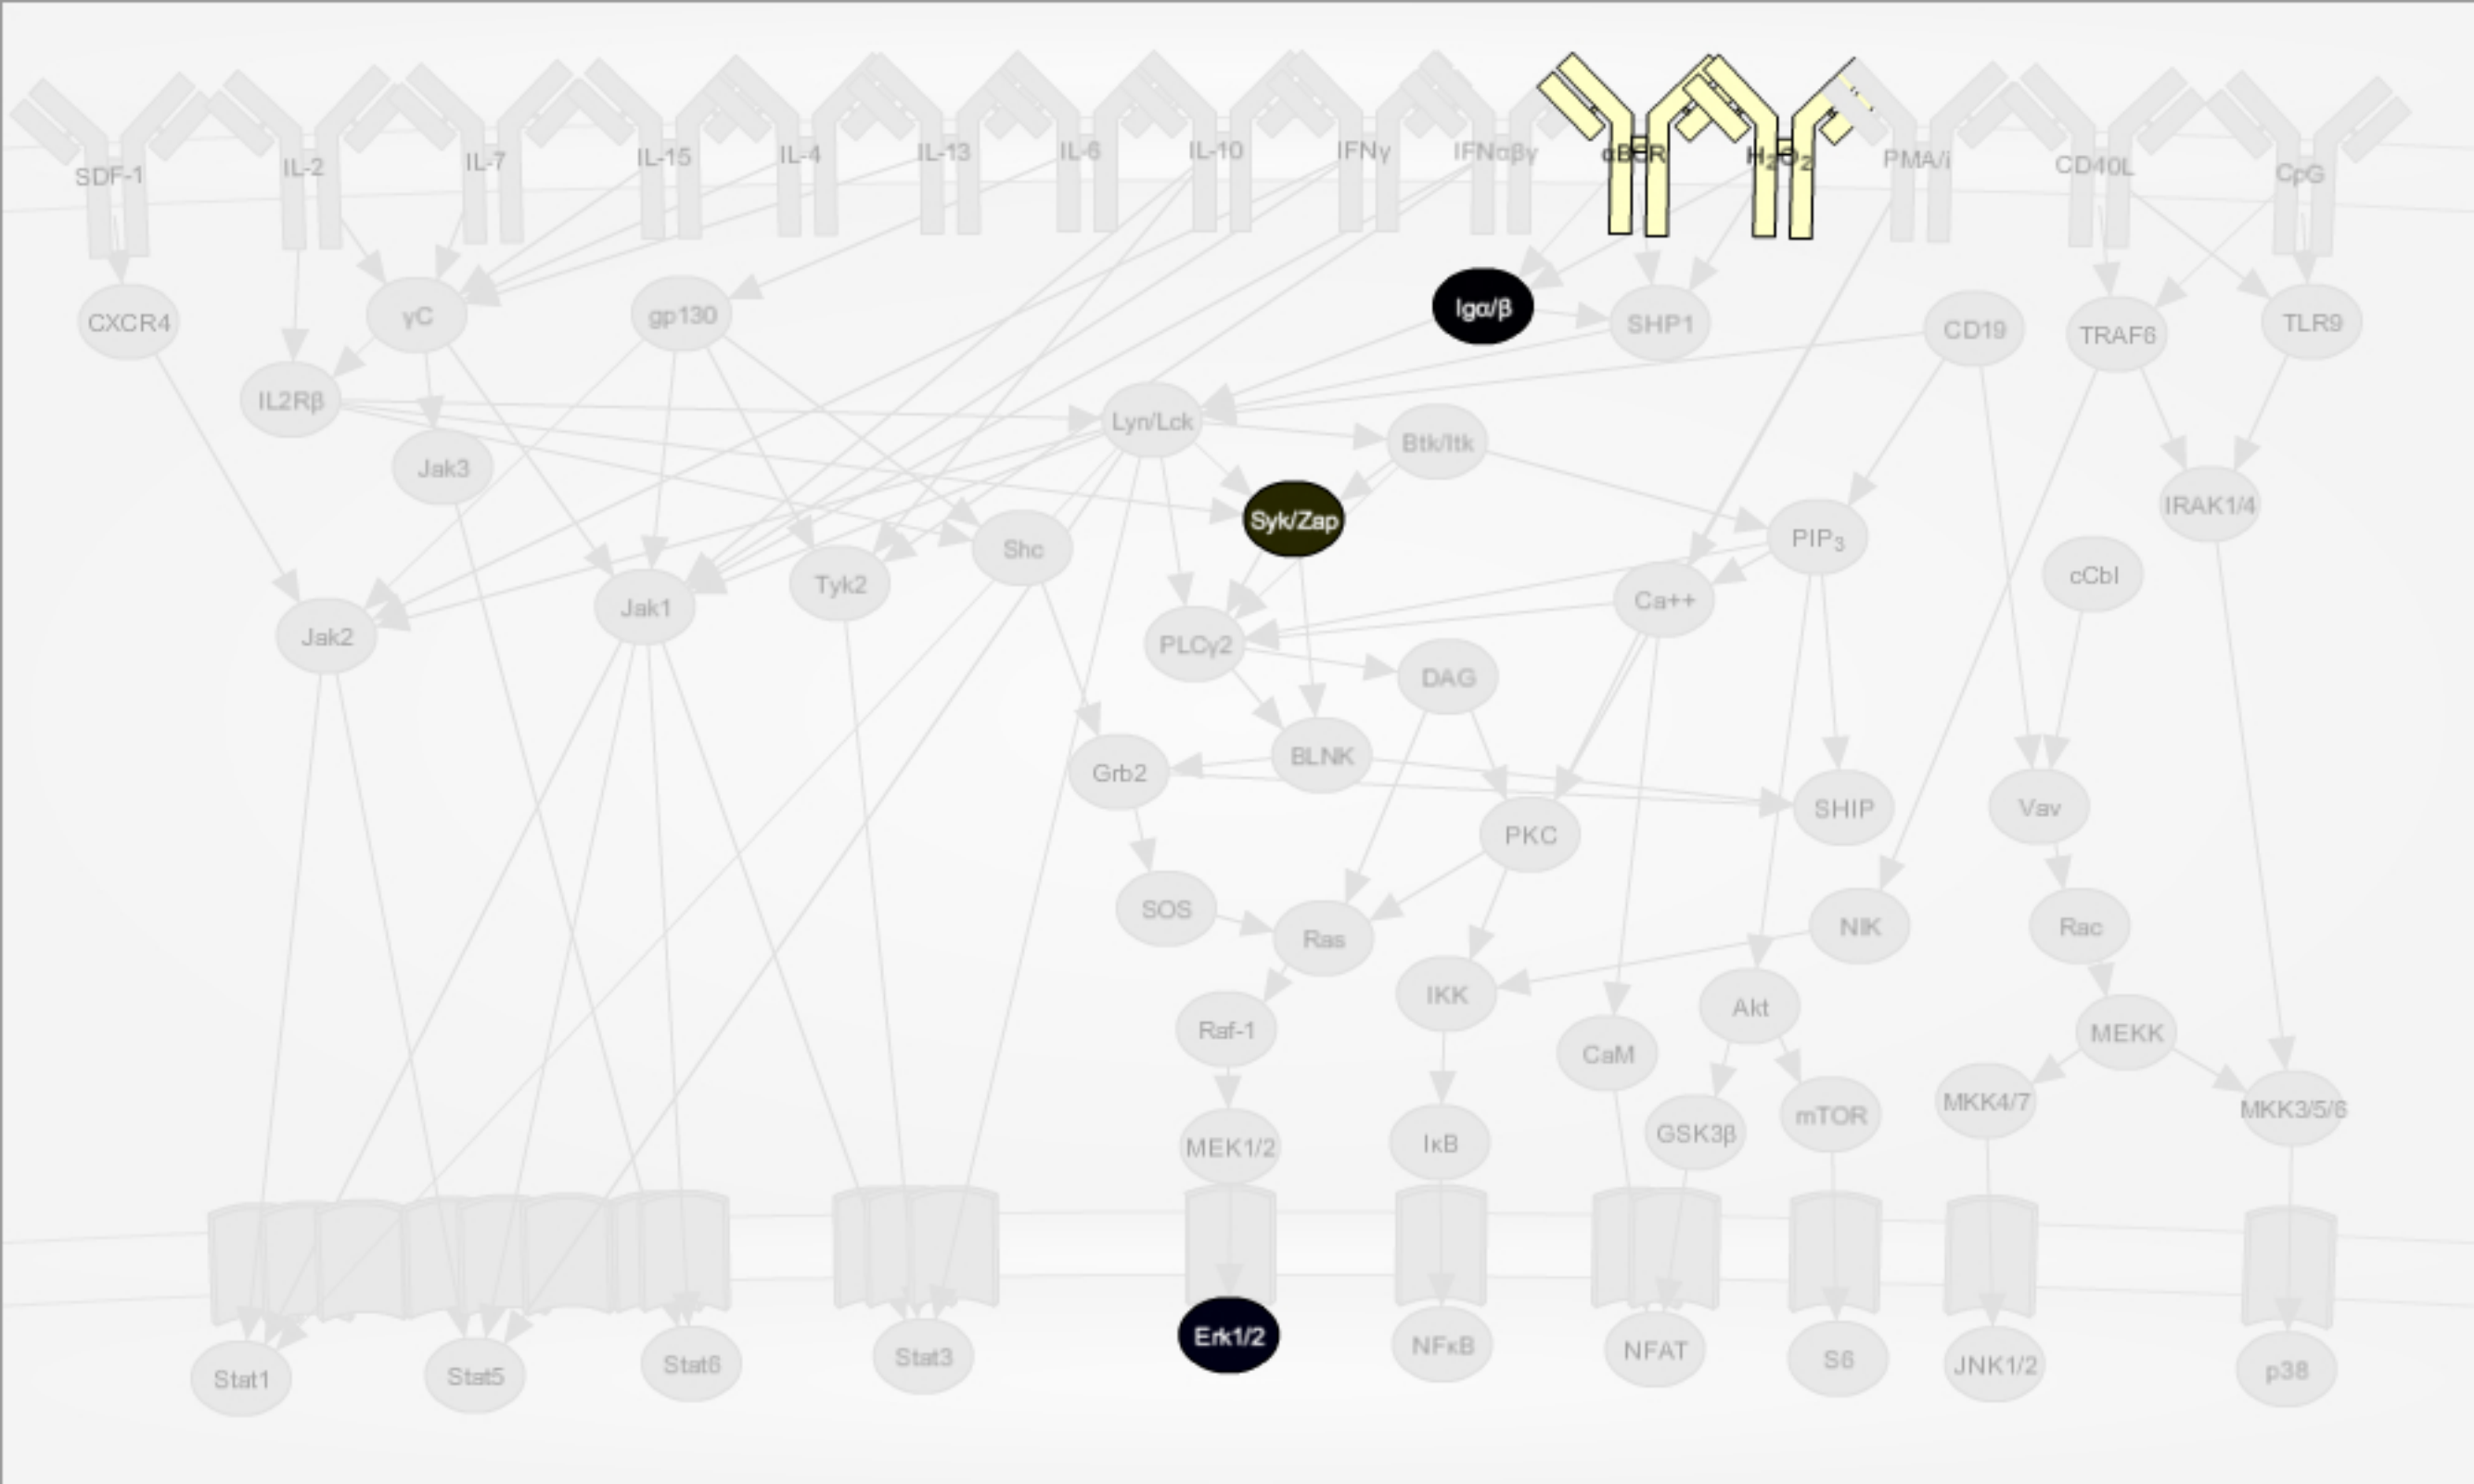 SDF-1 IL-2 IL-7 IL-15 IL-4 IL-13 IL-6 IL-10 IFNγ IFNαβγ αBCR H₂O₂ PMA/i CD40L CpG
CXCR4 γC gp130 Igα/β SHP1 CD19 TRAF6 TLR9
IL2Rβ Lyn/Lck Btk/Itk
Jak3 Syk/Zap IRAK1/4
Shc PIP₃
Jak2 Jak1 Tyk2 Ca++ cCbl
PLCγ2 DAG
Grb2 BLNK SHIP Vav
PKC
SOS Ras NIK Rac
Raf-1 IKK Akt MEKK
CaM
MEK1/2 IκB GSK3β mTOR MKK4/7 MKK3/5/6
Stat1 Stat5 Stat6 Stat3 Erk1/2 NFκB NFAT S6 JNK1/2 p38